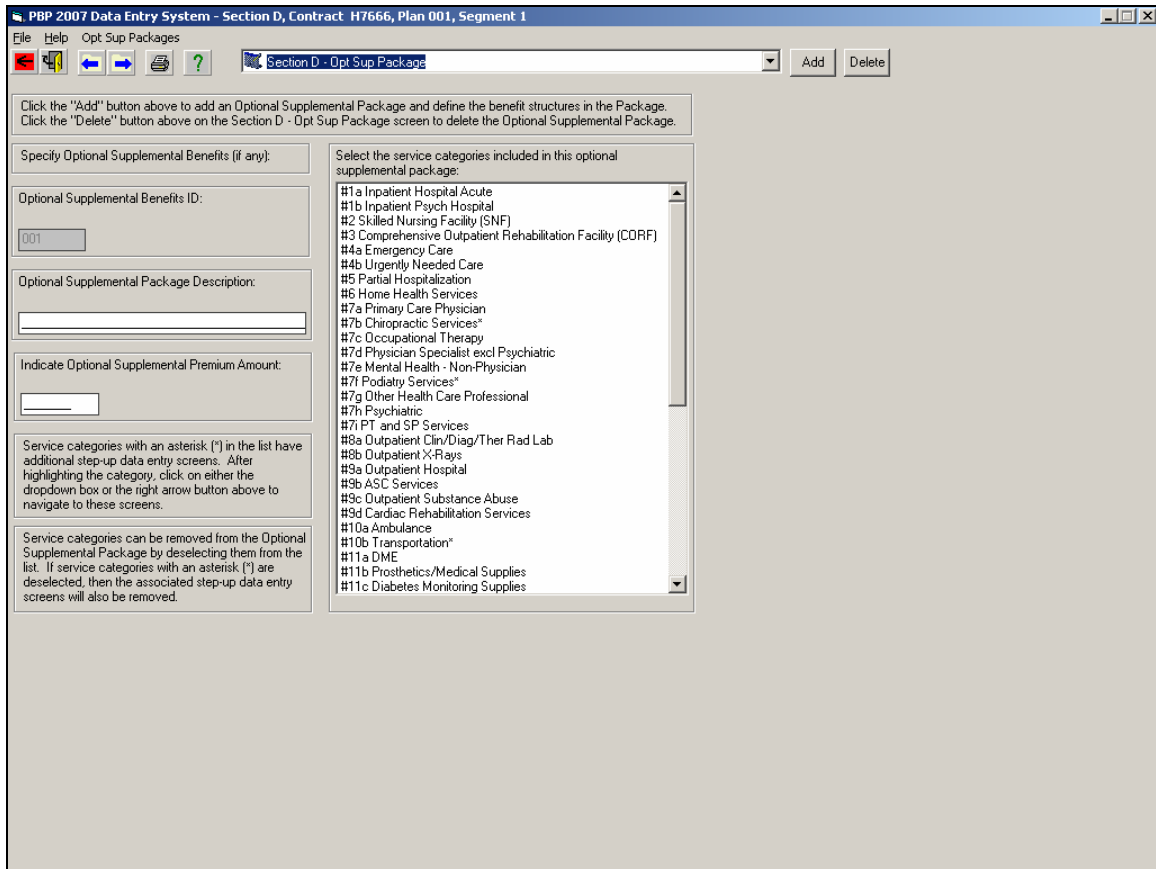 PBP 2007 Data Entry System - Section D, Contract H7666, Plan 001, Segment 1
File Help Opt Sup Packages
Section D - Opt Sup Package
Add
Delete
Click the "Add" button above to add an Optional Supplemental Package and define the benefit structures in the Package.
Click the "Delete" button above on the Section D - Opt Sup Package screen to delete the Optional Supplemental Package.
Specify Optional Supplemental Benefits (if any):
Optional Supplemental Benefits ID:
001
Optional Supplemental Package Description:
Indicate Optional Supplemental Premium Amount:
Service categories with an asterisk (*) in the list have
additional step-up data entry screens. After
highlighting the category, click on either the
dropdown box or the right arrow button above to
navigate to these screens.
Service categories can be removed from the Optional
Supplemental Package by deselecting them from the
list. If service categories with an asterisk (*) are
deselected, then the associated step-up data entry
screens will also be removed.
Select the service categories included in this optional
supplemental package:
#1a Inpatient Hospital Acute
#1b Inpatient Psych Hospital
#2 Skilled Nursing Facility (SNF)
#3 Comprehensive Outpatient Rehabilitation Facility (CORF)
#4a Emergency Care
#4b Urgently Needed Care
#5 Partial Hospitalization
#6 Home Health Services
#7a Primary Care Physician
#7b Chiropractic Services*
#7c Occupational Therapy
#7d Physician Specialist excl Psychiatric
#7e Mental Health - Non-Physician
#7f Podiatry Services*
#7g Other Health Care Professional
#7h Psychiatric
#7i PT and SP Services
#8a Outpatient Clin/Diag/Ther Rad Lab
#8b Outpatient X-Rays
#9a Outpatient Hospital
#9b ASC Services
#9c Outpatient Substance Abuse
#9d Cardiac Rehabilitation Services
#10a Ambulance
#10b Transportation*
#11a DME
#11b Prosthetics/Medical Supplies
#11c Diabetes Monitoring Supplies